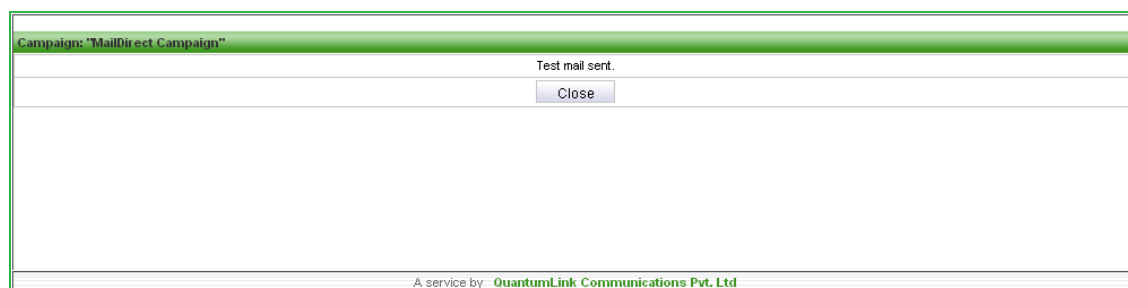 Campaign: "MailDirect Campaign"
Test mail sent.
Close
A service by QuantumLink Communications Pvt. Ltd